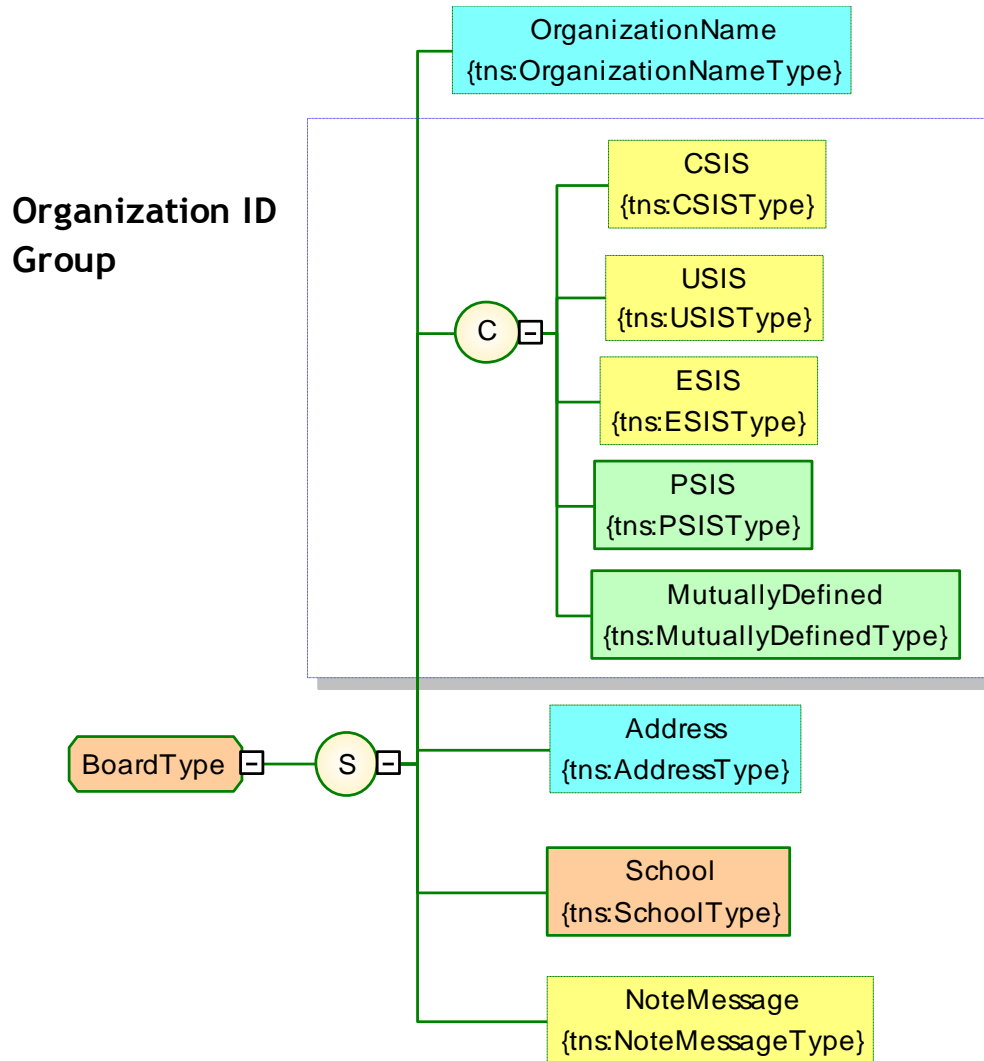 OrganizationName
{tns:OrganizationNameType}
Organization ID
Group
CSIS
{tns:CSISType}
USIS
{tns:USISType}
C
ESIS
{tns:ESISType}
PSIS
{tns:PSISType}
MutuallyDefined
{tns:MutuallyDefinedType}
BoardType
S
Address
{tns:AddressType}
School
{tns:SchoolType}
NoteMessage
{tns:NoteMessageType}